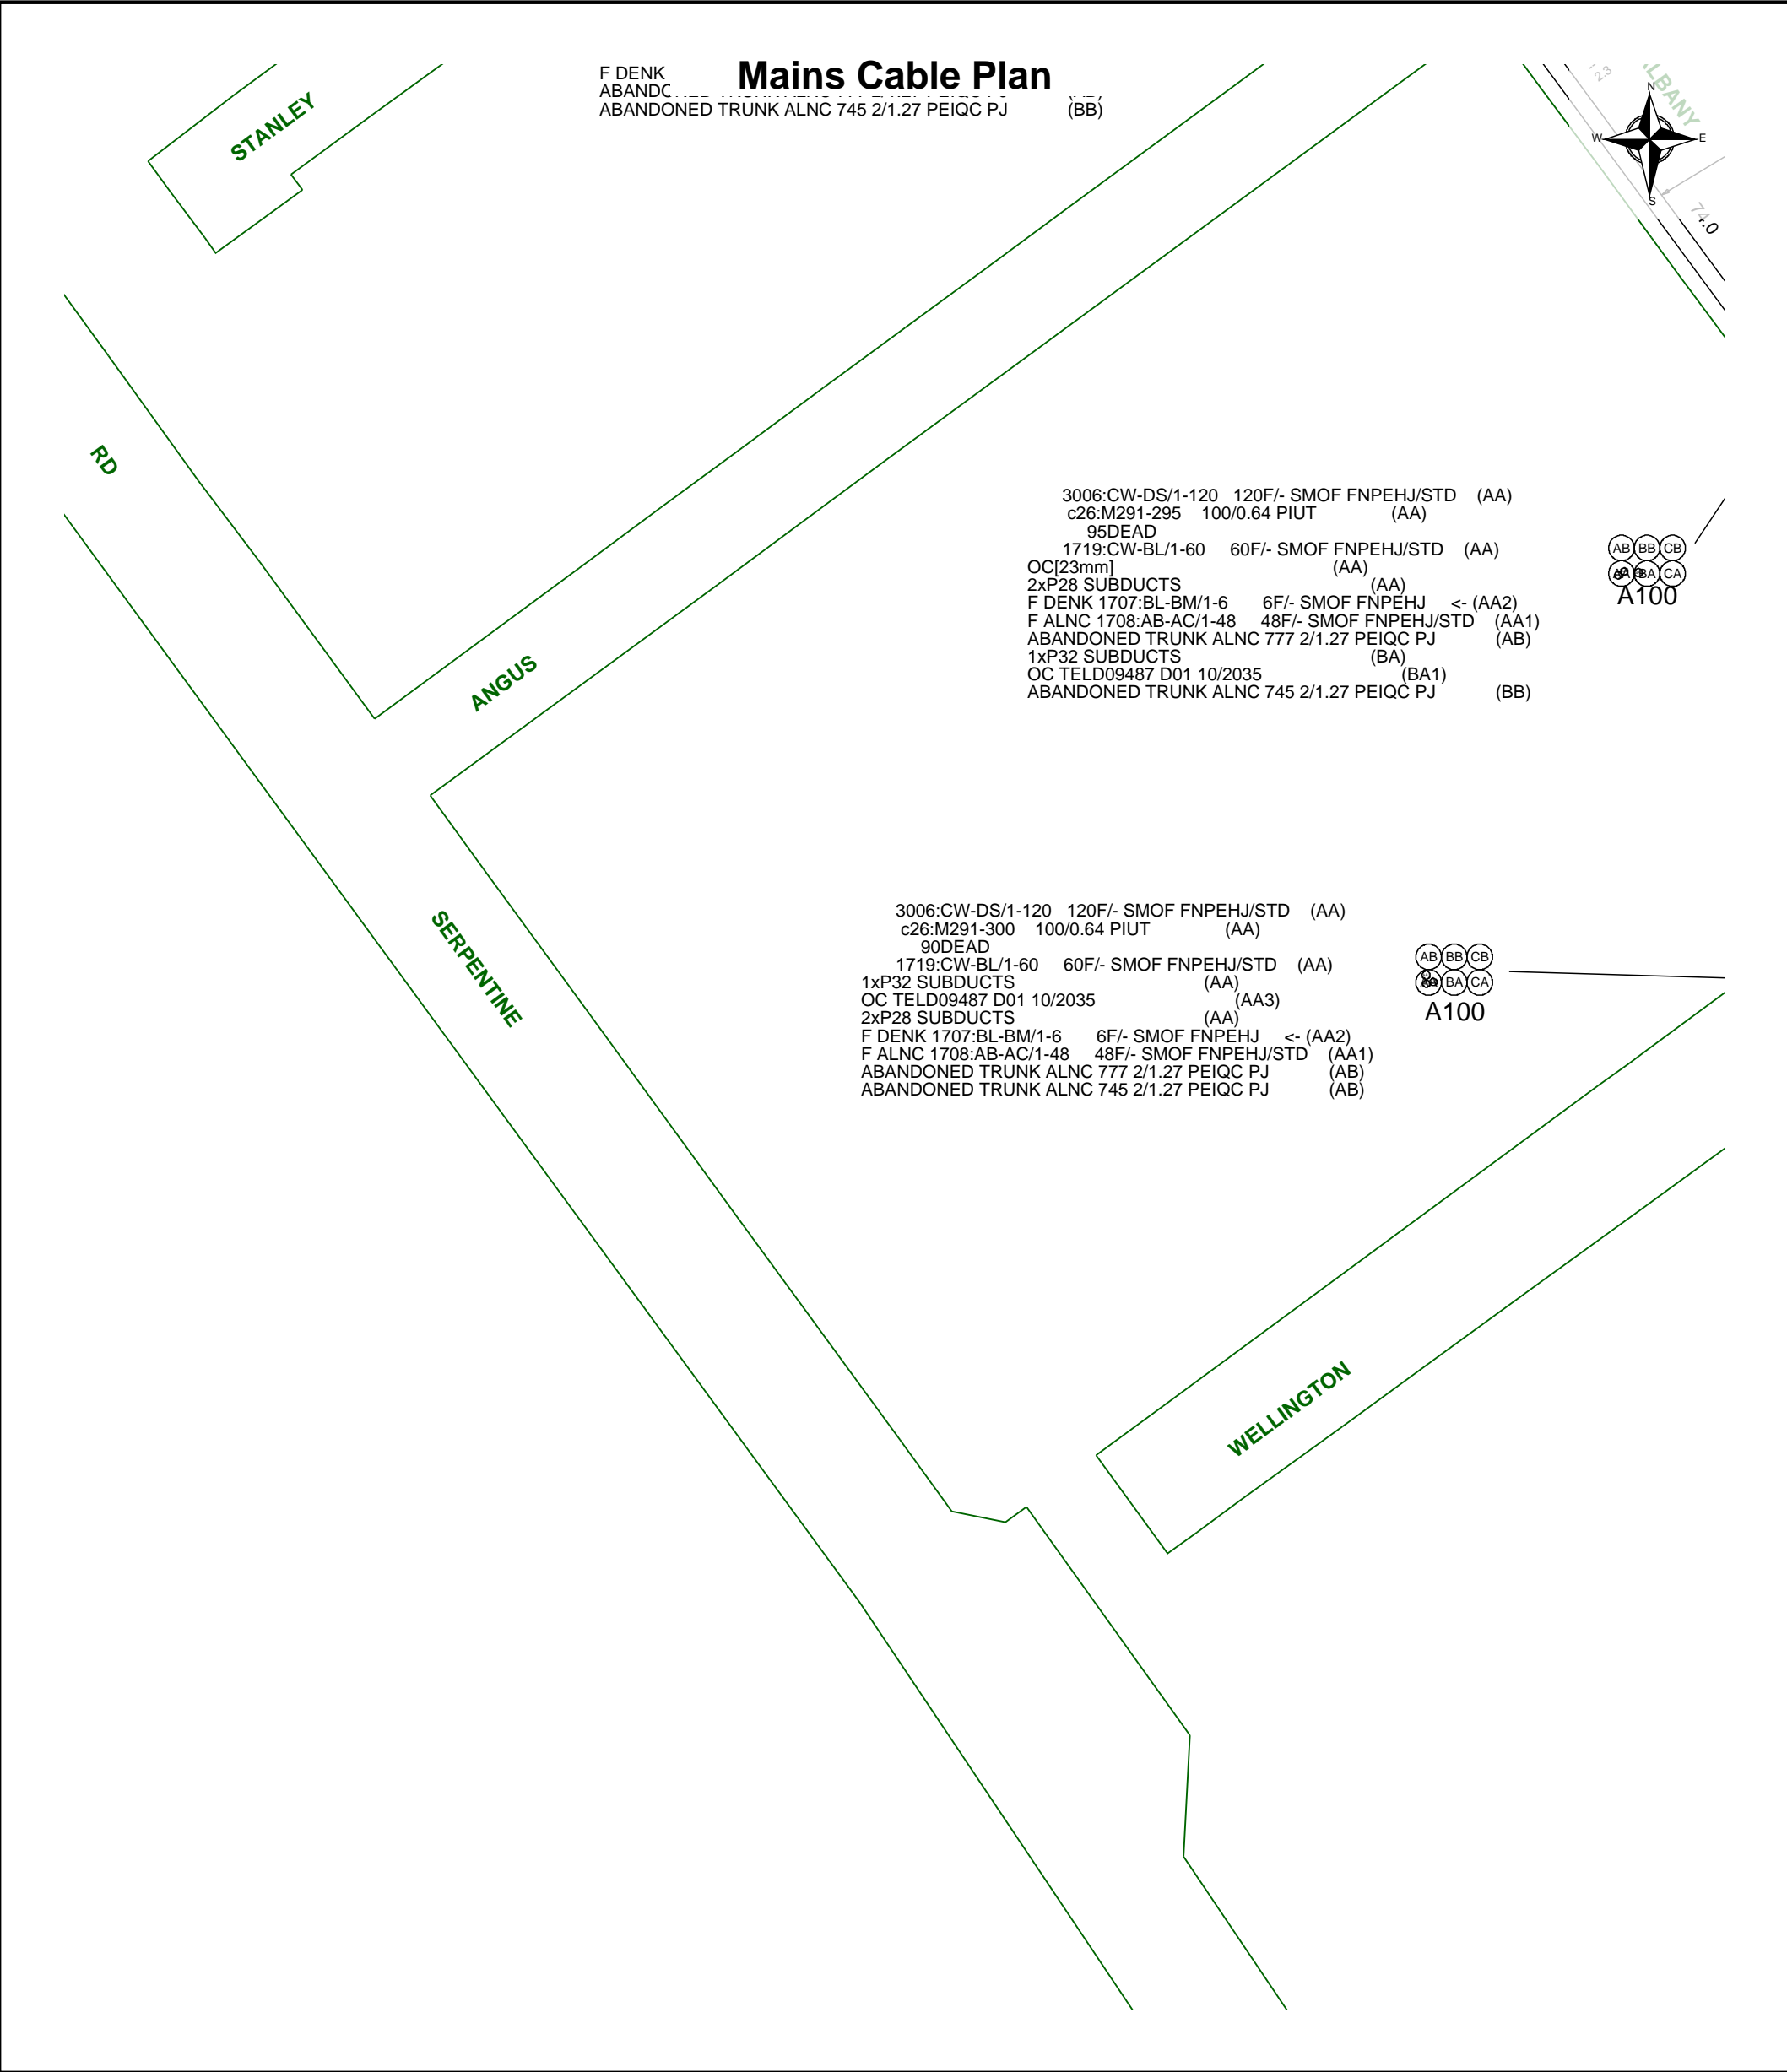 Mains Cable Plan
F DENK
ABANDONED TRUNK ALNC 745 2/1.27 PEIQC PJ (BB)
STANLEY
N
W E
S
2.3
74.0
RD
3006:CW-DS/1-120 120F/- SMOF FNPEHJ/STD (AA)
c26:M291-295 100/0.64 PIUT (AA)
95DEAD
1719:CW-BL/1-60 60F/- SMOF FNPEHJ/STD (AA)
OC[23mm] (AA)
2xP28 SUBDUCTS (AA)
F DENK 1707:BL-BM/1-6 6F/- SMOF FNPEHJ <- (AA2)
F ALNC 1708:AB-AC/1-48 48F/- SMOF FNPEHJ/STD (AA1)
ABANDONED TRUNK ALNC 777 2/1.27 PEIQC PJ (AB)
1xP32 SUBDUCTS (BA)
OC TELD09487 D01 10/2035 (BA1)
ABANDONED TRUNK ALNC 745 2/1.27 PEIQC PJ (BB)
AB BB CB
AA BA CA
A100
ANGUS
SERPENTINE
3006:CW-DS/1-120 120F/- SMOF FNPEHJ/STD (AA)
c26:M291-300 100/0.64 PIUT (AA)
90DEAD
1719:CW-BL/1-60 60F/- SMOF FNPEHJ/STD (AA)
1xP32 SUBDUCTS (AA)
OC TELD09487 D01 10/2035 (AA3)
2xP28 SUBDUCTS (AA)
F DENK 1707:BL-BM/1-6 6F/- SMOF FNPEHJ <- (AA2)
F ALNC 1708:AB-AC/1-48 48F/- SMOF FNPEHJ/STD (AA1)
ABANDONED TRUNK ALNC 777 2/1.27 PEIQC PJ (AB)
ABANDONED TRUNK ALNC 745 2/1.27 PEIQC PJ (AB)
AB BB CB
BA CA
A100
WELLINGTON